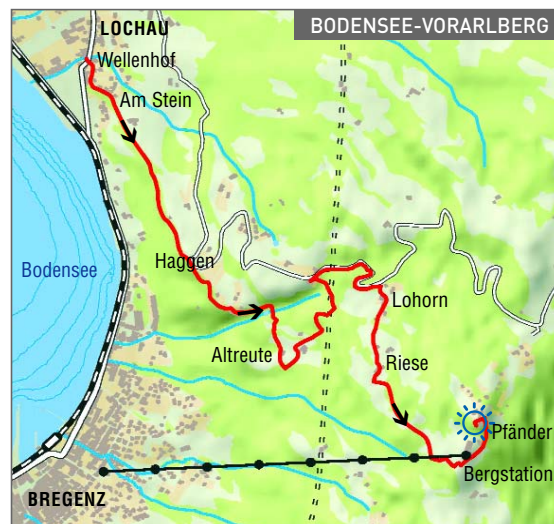 BODENSEE-VORARLBERG
LOCHAU
Wellenhof
Am Stein
Haggen
Bodensee
Lohorn
Altreute
Riese
Pfänder
Bergstation
BREGENZ